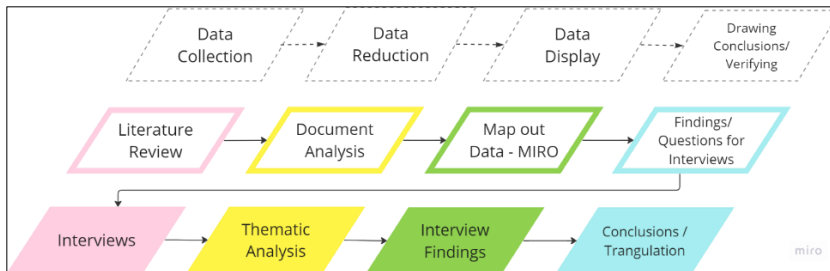 Data
Collection
Data
Reduction
Data
Display
Drawing
Conclusions/
Verifying
Literature
Review
Document
Analysis
Map out
Data - MIRO
Findings/
Questions for
Interviews
Interviews
Thematic
Analysis
Interview
Findings
Conclusions /
Trangulation
miro